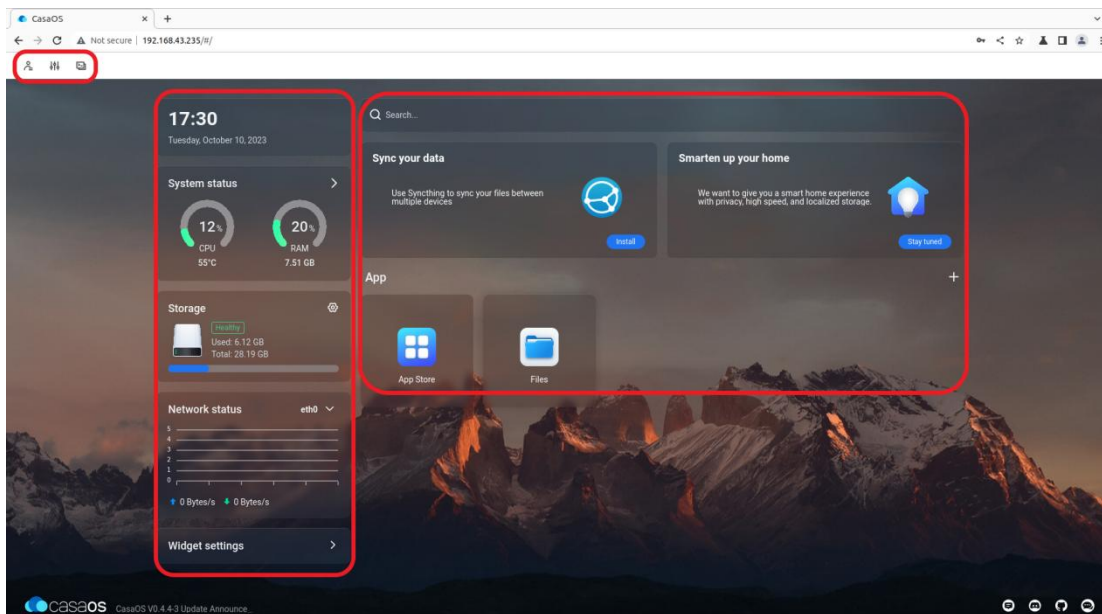 CasaOS
Not secure | 192.168.43.235/#/
17:30
Tuesday, October 10, 2023
System status
12%
CPU
55°C
20%
RAM
7.51 GB
Storage
Healthy
Used: 6.12 GB
Total: 28.19 GB
Network status
eth0
5
4
3
2
1
0
0 Bytes/s
0 Bytes/s
Widget settings
Search...
Sync your data
Use Syncthing to sync your files between
multiple devices
Install
Smarten up your home
We want to give you a smart home experience
with privacy, high speed, and localized storage.
Stay tuned
App
App Store
Files
CasaOS
CasaOS V0.4.4-3 Update Announce...